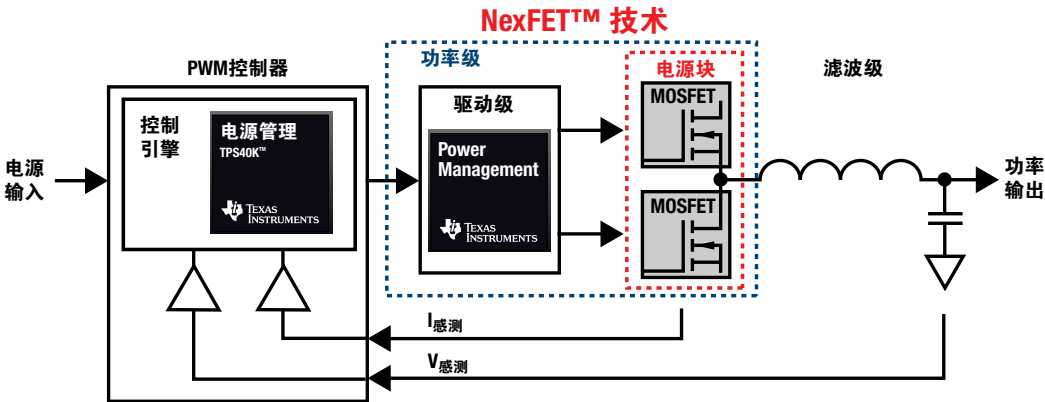 NexFET™ 技术
PWM控制器
功率级
电源块
滤波级
控制
引擎
电源管理
TPS40K™
TEXAS
INSTRUMENTS
驱动级
Power
Management
TEXAS
INSTRUMENTS
MOSFET
MOSFET
电源
输入
功率
输出
I感测
V感测